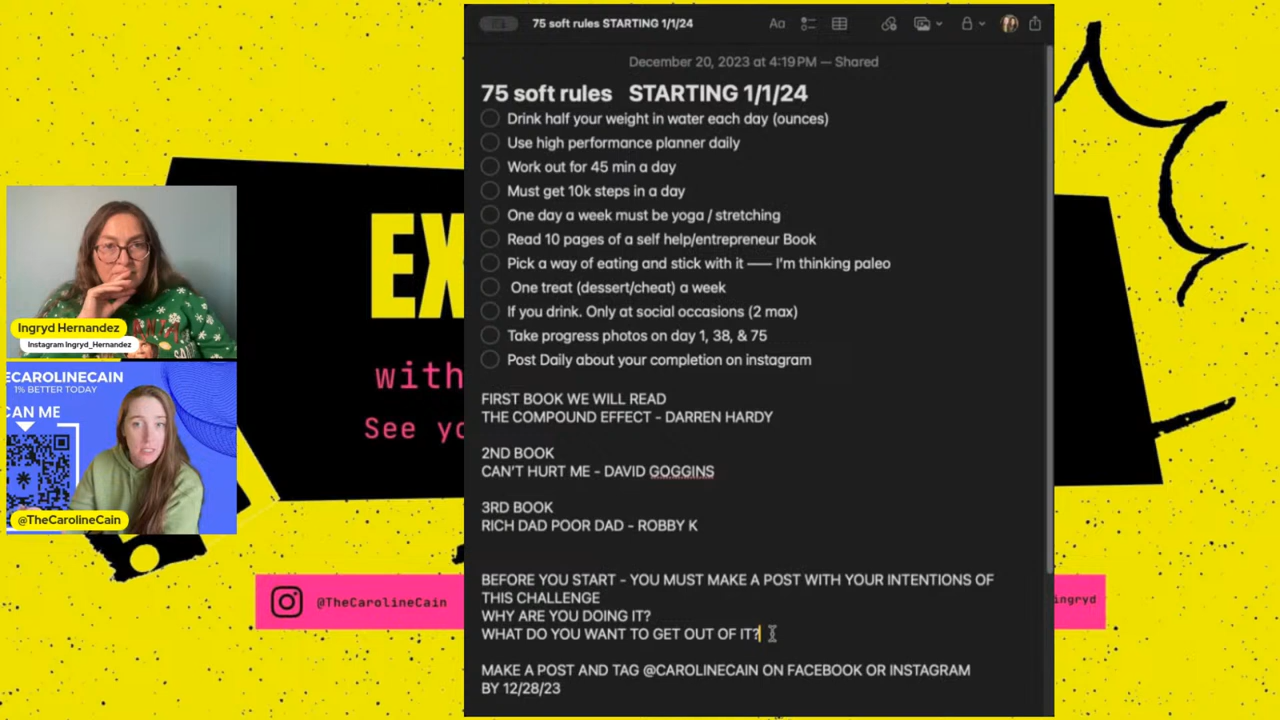 75 soft rules STARTING 1/1/24
Aa
December 20, 2023 at 4:19 PM — Shared
75 soft rules STARTING 1/1/24
Drink half your weight in water each day (ounces)
Use high performance planner daily
Work out for 45 min a day
Must get 10k steps in a day
One day a week must be yoga / stretching
Read 10 pages of a self help/entrepreneur Book
Pick a way of eating and stick with it —— I'm thinking paleo
One treat (dessert/cheat) a week
If you drink. Only at social occasions (2 max)
Take progress photos on day 1, 38, & 75
Post Daily about your completion on instagram
FIRST BOOK WE WILL READ
THE COMPOUND EFFECT - DARREN HARDY
2ND BOOK
CAN'T HURT ME - DAVID GOGGINS
3RD BOOK
RICH DAD POOR DAD - ROBBY K
BEFORE YOU START - YOU MUST MAKE A POST WITH YOUR INTENTIONS OF
THIS CHALLENGE
WHY ARE YOU DOING IT?
WHAT DO YOU WANT TO GET OUT OF IT?
MAKE A POST AND TAG @CAROLINECAIN ON FACEBOOK OR INSTAGRAM
BY 12/28/23
EX
with
See yo
@TheCarolineCain
ingryd
Ingryd Hernandez
Instagram Ingryd_Hernandez
ECAROLINECAIN
1% BETTER TODAY
CAN ME
@TheCarolineCain